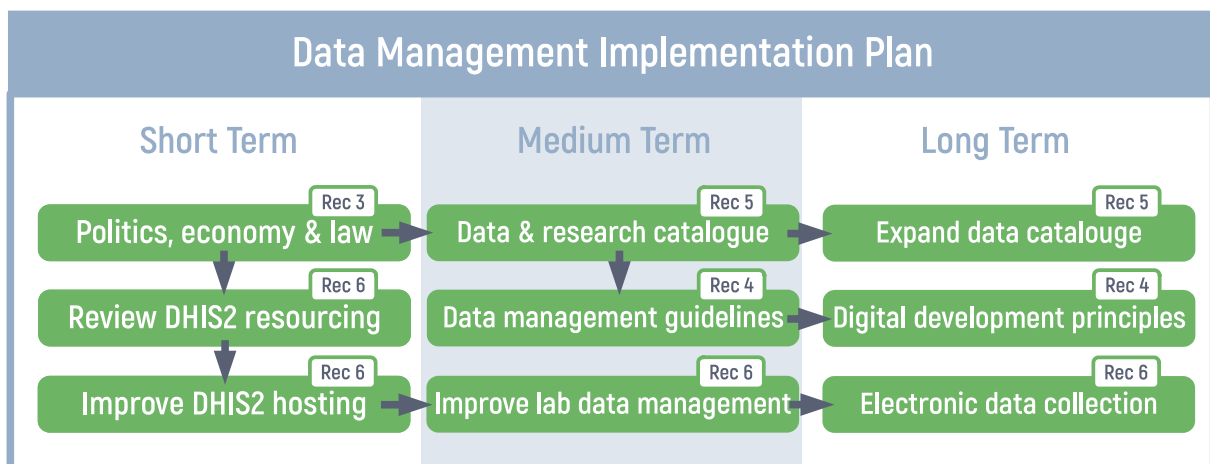 Data Management Implementation Plan
Short Term
Medium Term
Long Term
Rec 3
Politics, economy & law
Rec 5
Data & research catalogue
Rec 5
Expand data catalouge
Rec 6
Review DHIS2 resourcing
Rec 4
Data management guidelines
Rec 4
Digital development principles
Rec 6
Improve DHIS2 hosting
Rec 6
Improve lab data management
Rec 6
Electronic data collection